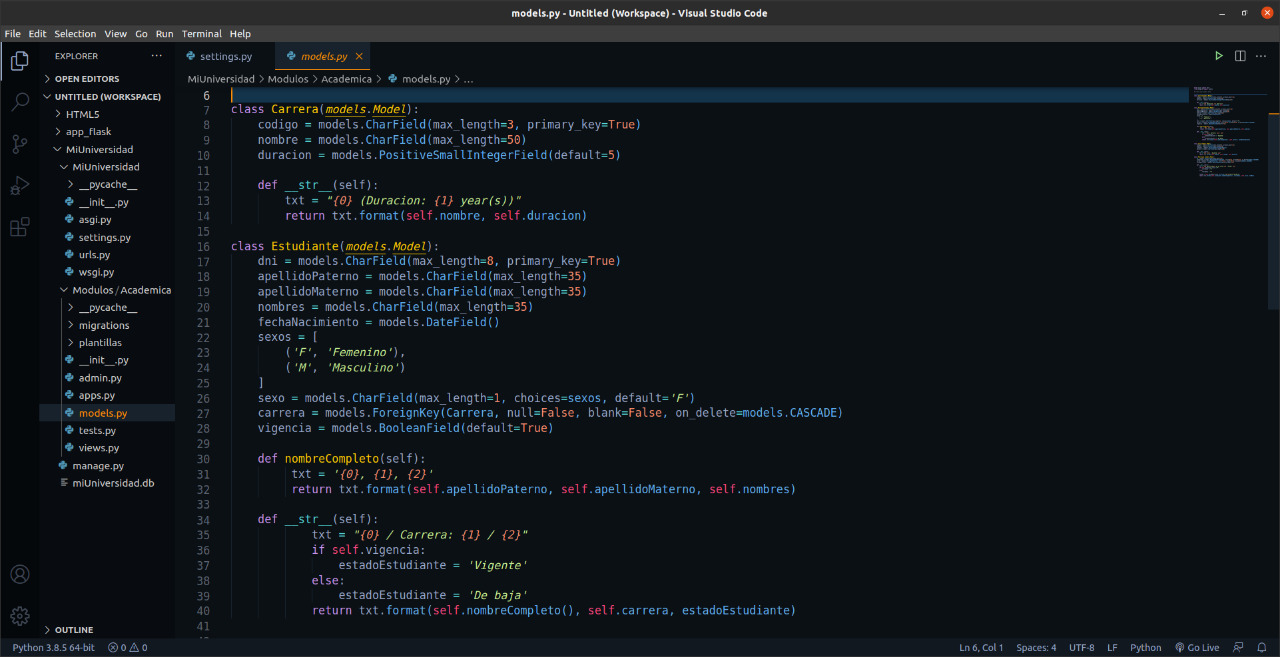 models.py - Untitled (Workspace) - Visual Studio Code
File Edit Selection View Go Run Terminal Help
EXPLORER ...
OPEN EDITORS
UNTITLED (WORKSPACE)
HTML5
app_flask
MiUniversidad
MiUniversidad
__pycache__
__init__.py
asgi.py
settings.py
urls.py
wsgi.py
Modulos / Academica
__pycache__
migrations
plantillas
__init__.py
admin.py
apps.py
models.py
tests.py
views.py
manage.py
miUniversidad.db
OUTLINE
settings.py models.py
MiUniversidad > Modulos > Academica > models.py > ...
6
7 class Carrera(models.Model):
8 codigo = models.CharField(max_length=3, primary_key=True)
9 nombre = models.CharField(max_length=50)
10 duracion = models.PositiveSmallIntegerField(default=5)
11
12 def __str__(self):
13 txt = "{0} (Duracion: {1} year(s))"
14 return txt.format(self.nombre, self.duracion)
15
16 class Estudiante(models.Model):
17 dni = models.CharField(max_length=8, primary_key=True)
18 apellidoPaterno = models.CharField(max_length=35)
19 apellidoMaterno = models.CharField(max_length=35)
20 nombres = models.CharField(max_length=35)
21 fechaNacimiento = models.DateField()
22 sexos = [
23 ('F', 'Femenino'),
24 ('M', 'Masculino')
25 ]
26 sexo = models.CharField(max_length=1, choices=sexos, default='F')
27 carrera = models.ForeignKey(Carrera, null=False, blank=False, on_delete=models.CASCADE)
28 vigencia = models.BooleanField(default=True)
29
30 def nombreCompleto(self):
31 txt = '{0}, {1}, {2}'
32 return txt.format(self.apellidoPaterno, self.apellidoMaterno, self.nombres)
33
34 def __str__(self):
35 txt = "{0} / Carrera: {1} / {2}"
36 if self.vigencia:
37 estadoEstudiante = 'Vigente'
38 else:
39 estadoEstudiante = 'De baja'
40 return txt.format(self.nombreCompleto(), self.carrera, estadoEstudiante)
41
Python 3.8.5 64-bit 0 0 Ln 6, Col 1 Spaces: 4 UTF-8 LF Python Go Live